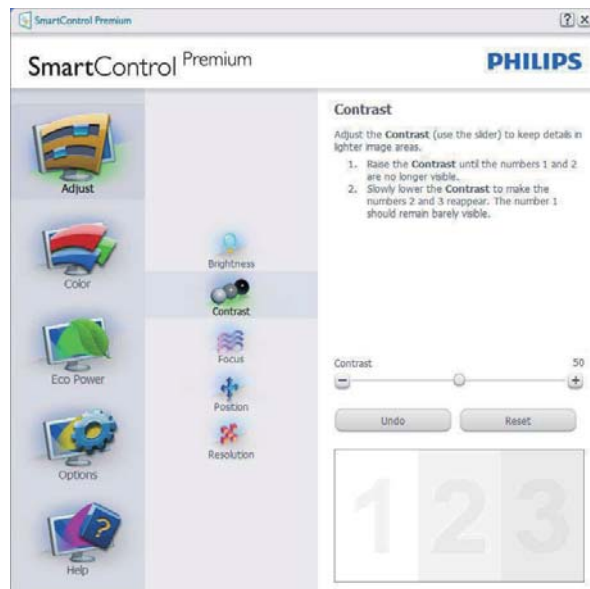 SmartControl Premium
SmartControl Premium
PHILIPS
Adjust
Color
Eco Power
Options
Help
Brightness
Contrast
Focus
Position
Resolution
Contrast
Adjust the Contrast (use the slider) to keep details in
lighter image areas.
1. Raise the Contrast until the numbers 1 and 2
are no longer visible.
2. Slowly lower the Contrast to make the
numbers 2 and 3 reappear. The number 1
should remain barely visible.
Contrast 50
Undo Reset
1 2 3